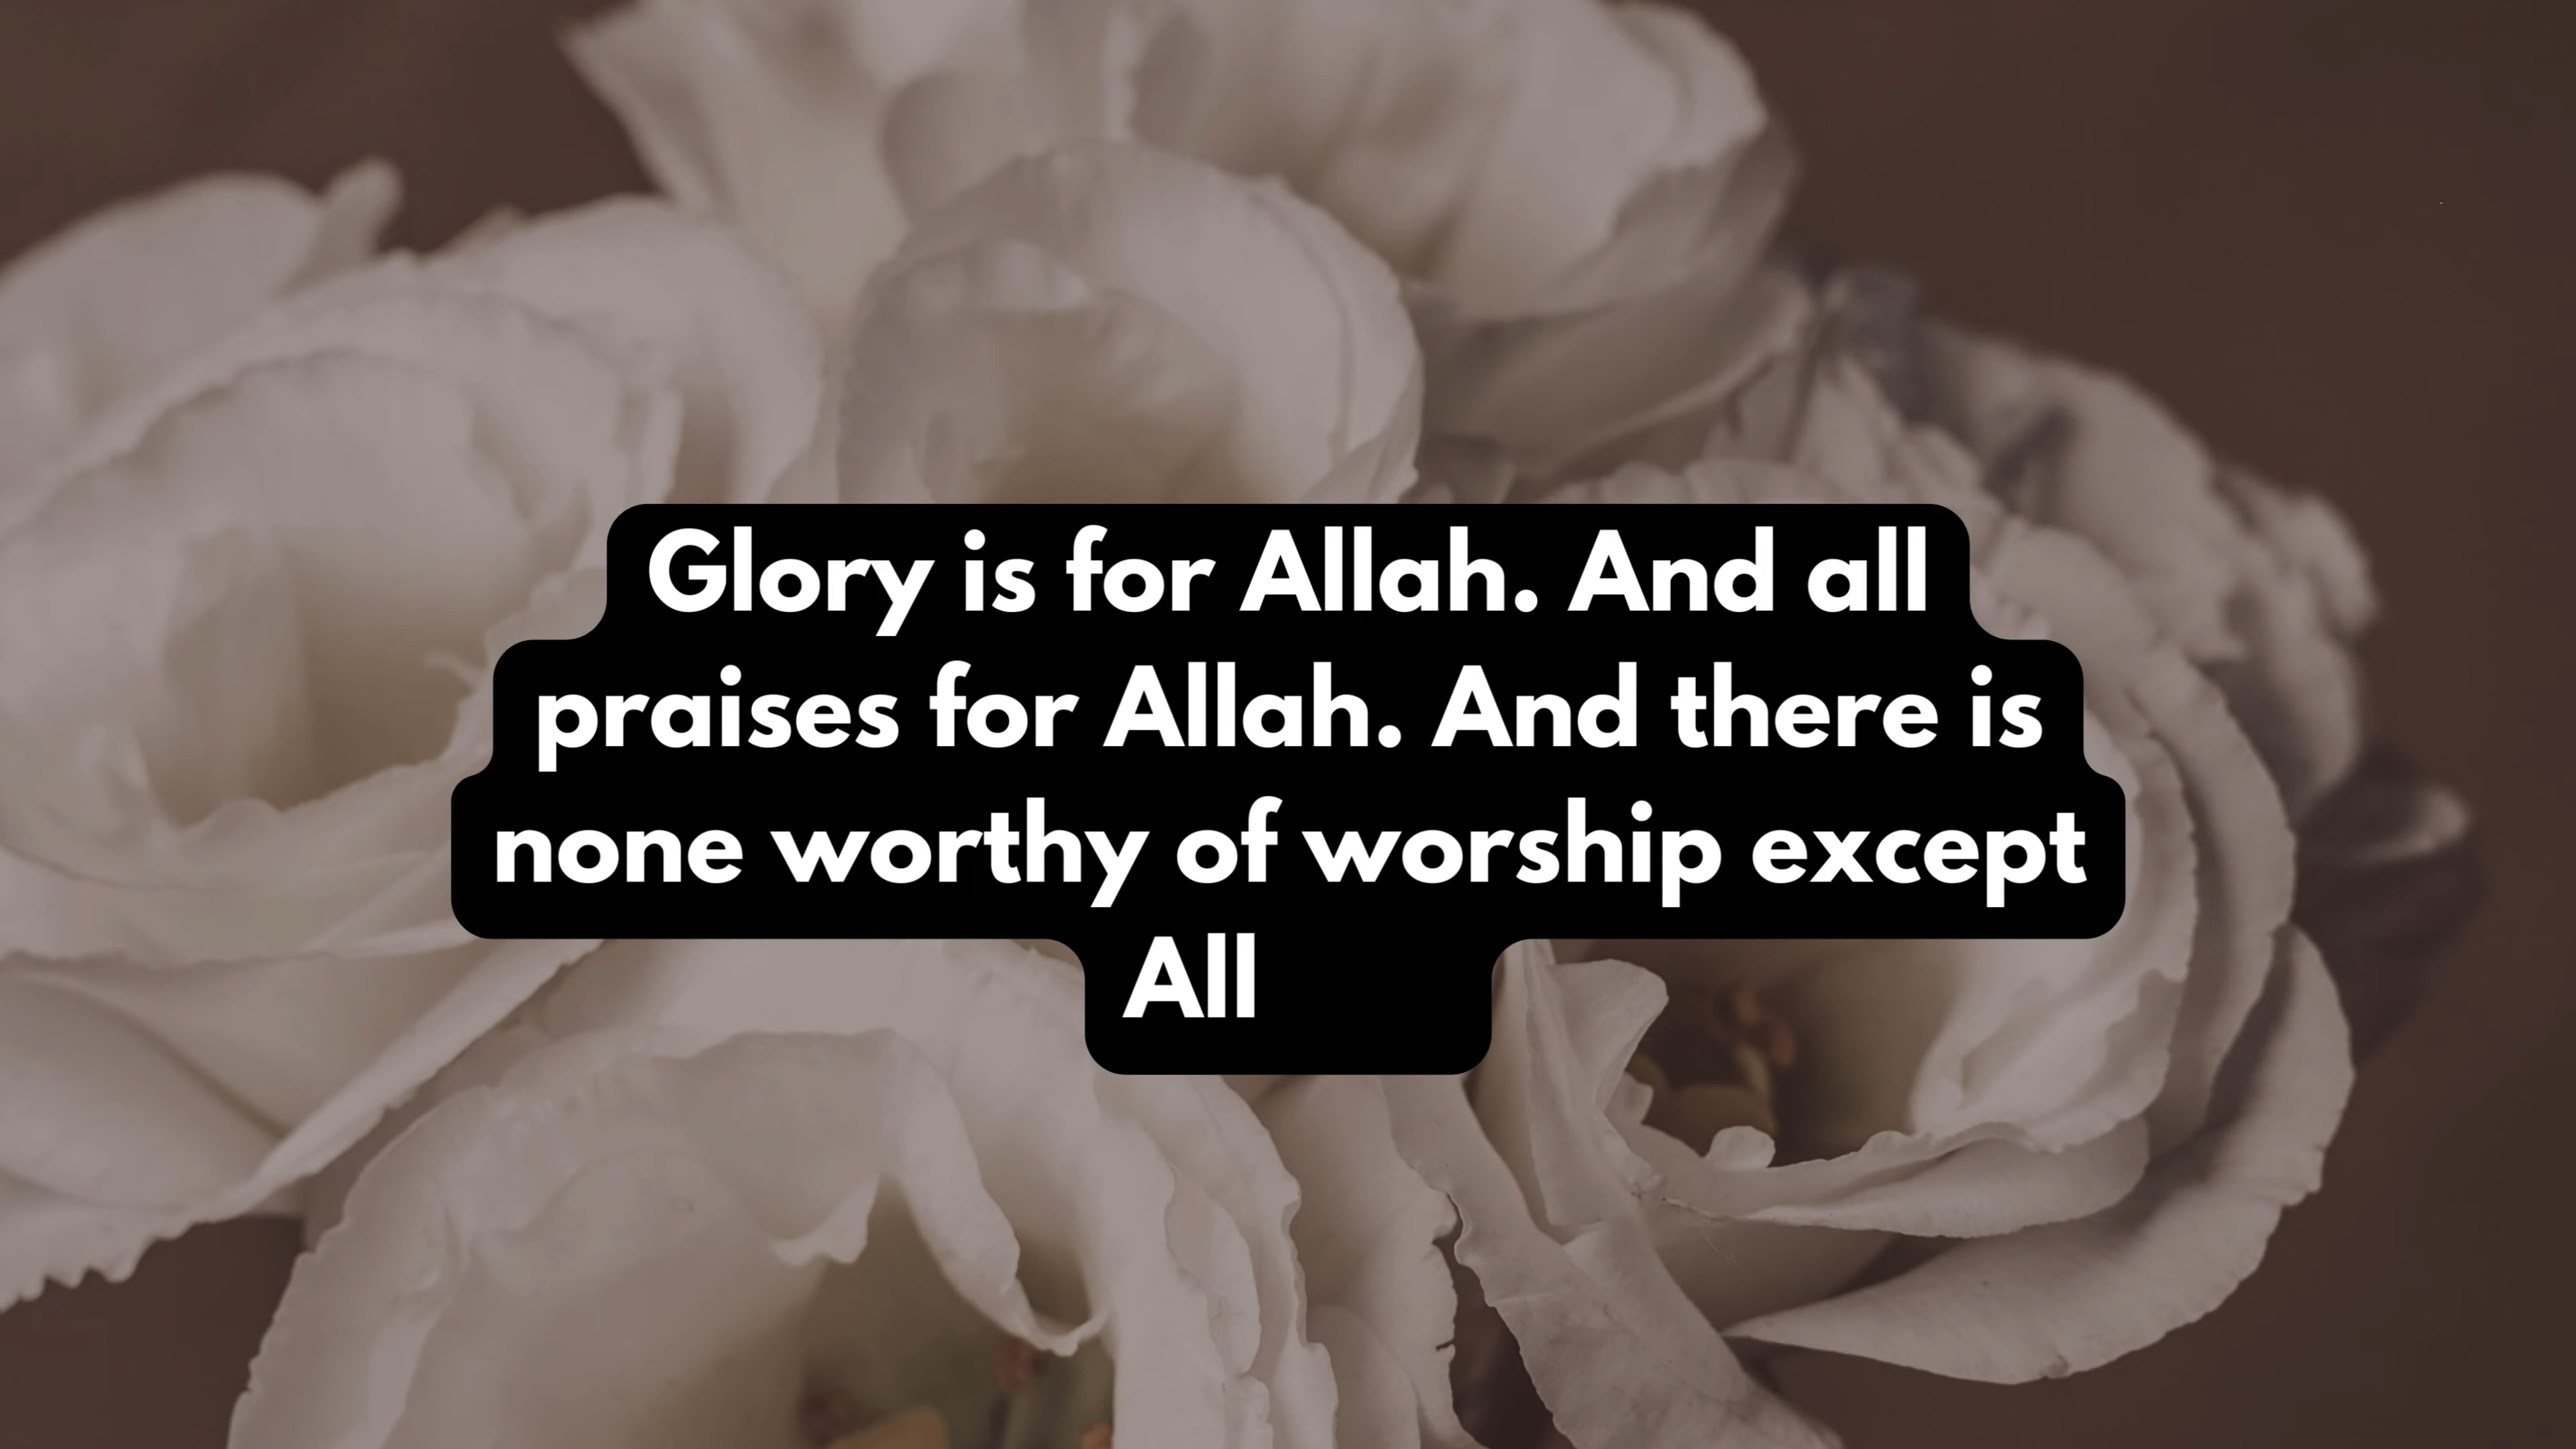 Glory is for Allah. And all
praises for Allah. And there is
none worthy of worship except
All